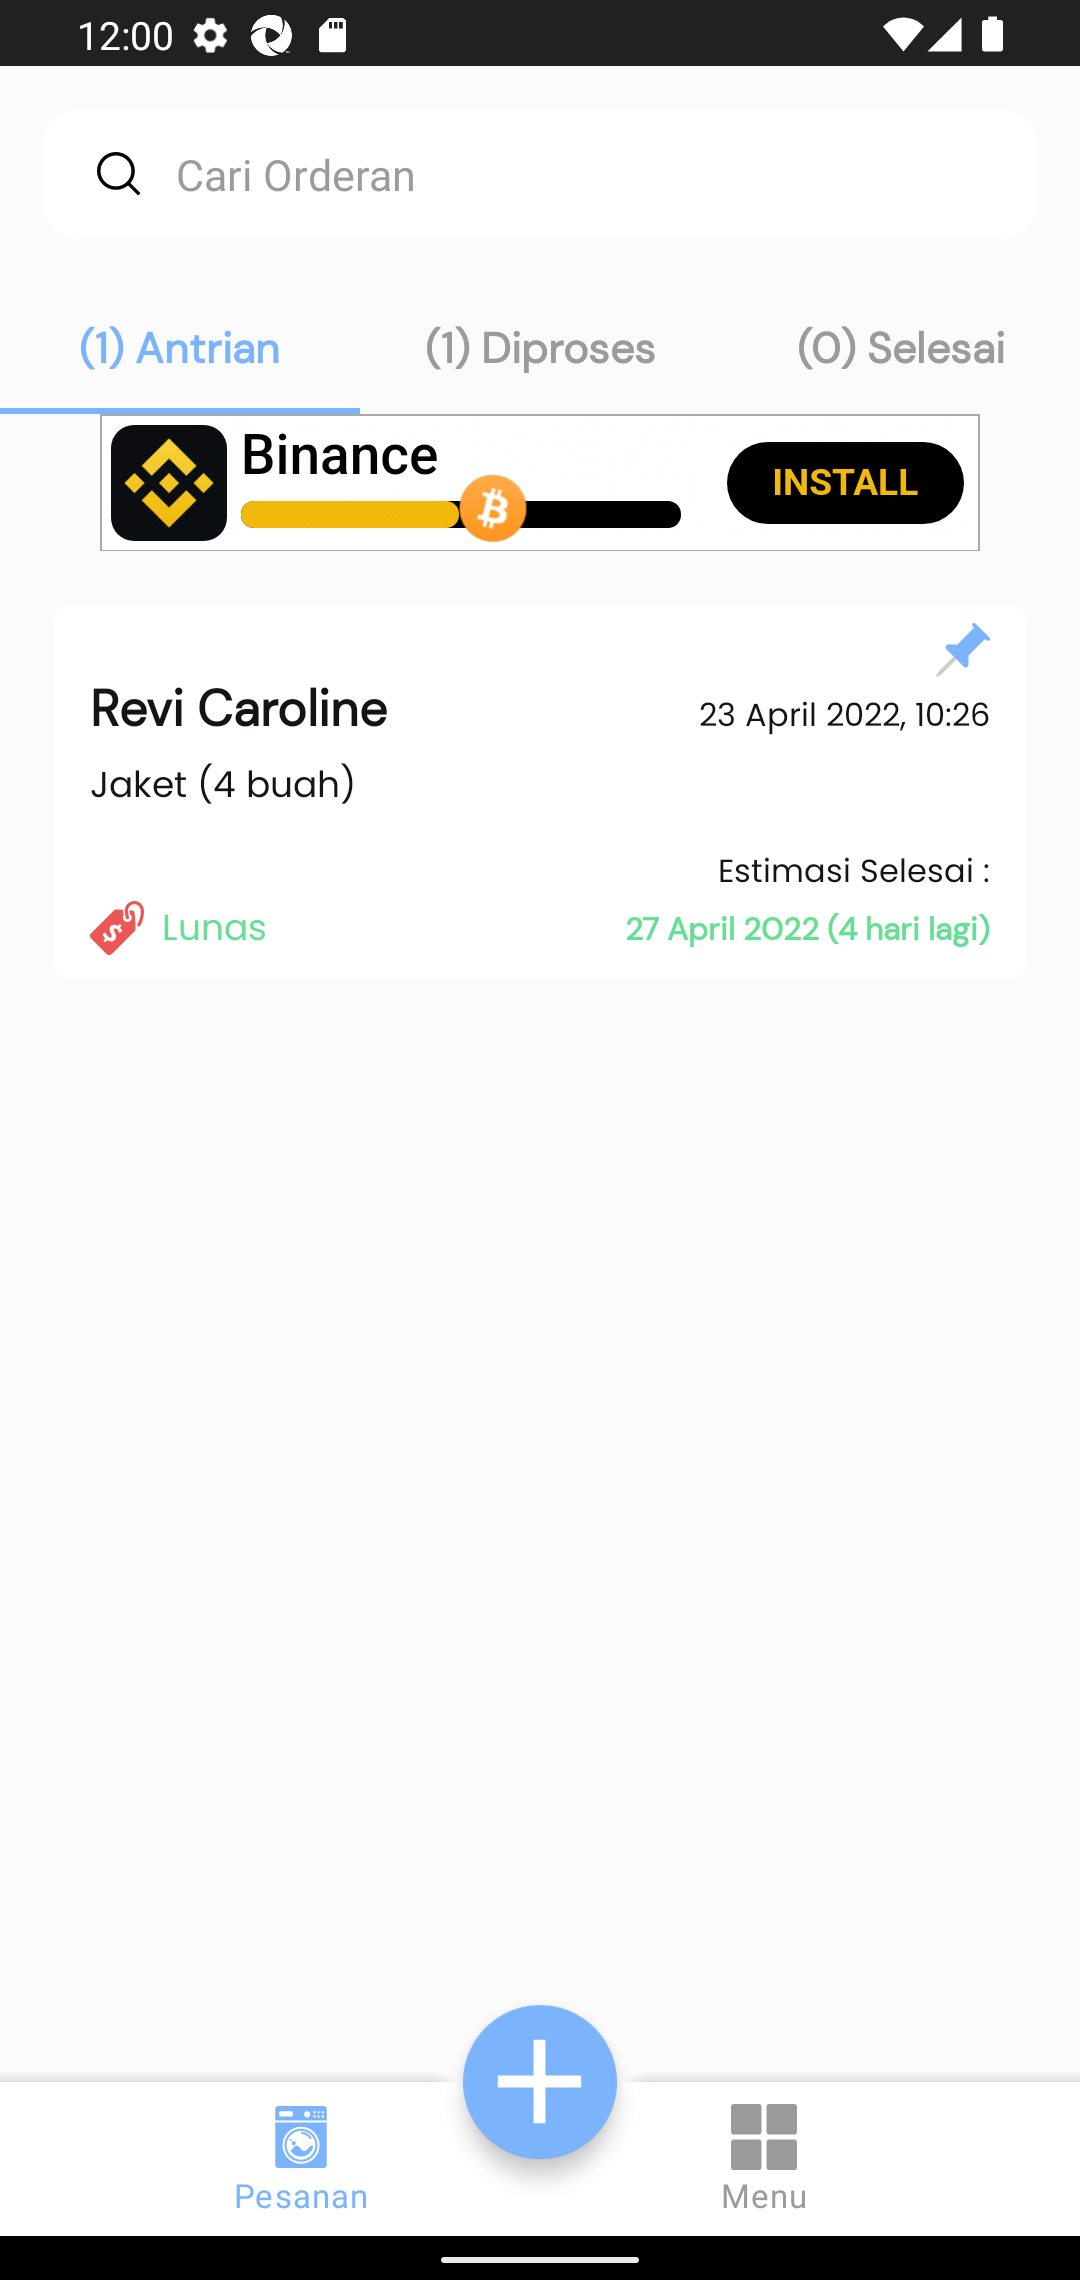 12:00
Cari Orderan
(1) Antrian
(1) Diproses
(0) Selesai
Binance
INSTALL
Revi Caroline
23 April 2022, 10:26
Jaket (4 buah)
Estimasi Selesai :
Lunas
27 April 2022 (4 hari lagi)
Pesanan
Menu